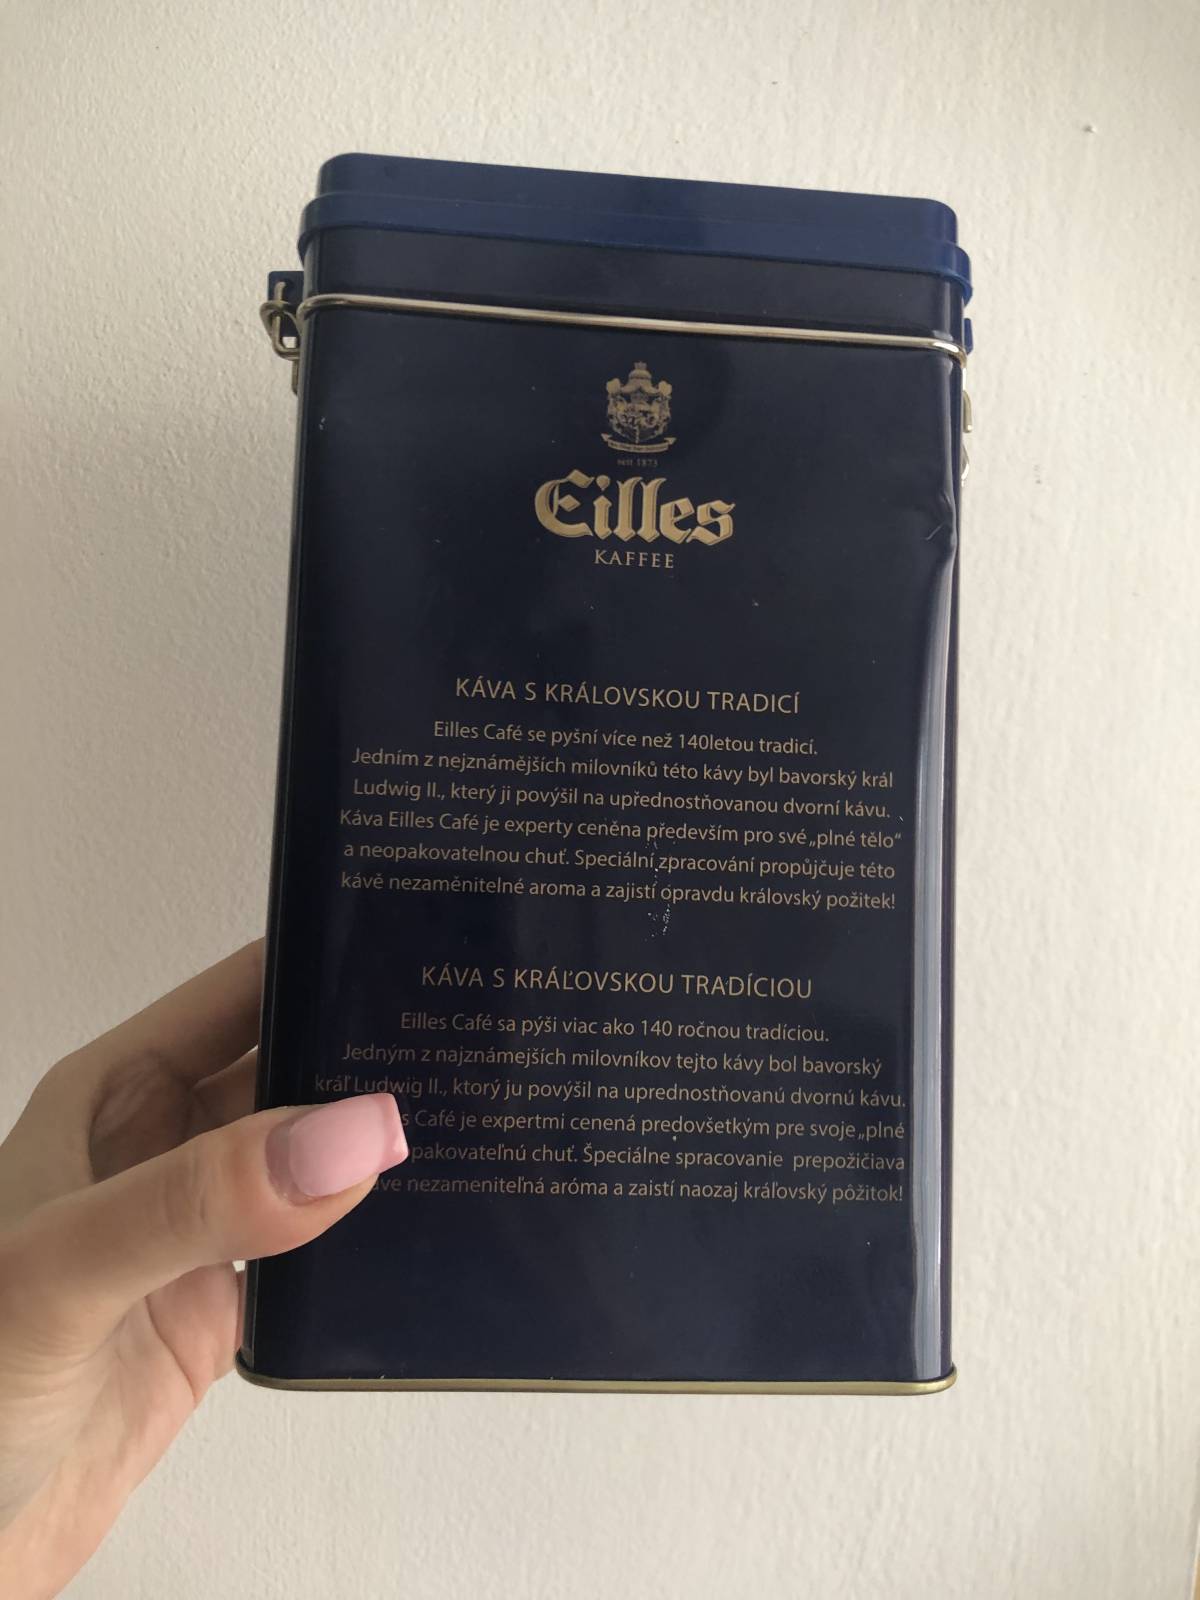 seit 1873
Eilles
KAFFEE
KÁVA S KRÁLOVSKOU TRADICÍ
Eilles Café se pyšní více než 140letou tradicí.
Jedním z nejznámějších milovníků této kávy byl bavorský král
Ludwig II., který ji povýšil na upřednostňovanou dvorní kávu.
Káva Eilles Café je experty ceněna především pro své „plné tělo“
a neopakovatelnou chuť. Speciální zpracování propůjčuje této
kávě nezaměnitelné aroma a zajistí opravdu královský požitek!
KÁVA S KRÁĽOVSKOU TRADÍCIOU
Eilles Café sa pýši viac ako 140 ročnou tradíciou.
Jedným z najznámejších milovníkov tejto kávy bol bavorský
kráľ Ludwig II., ktorý ju povýšil na uprednostňovanú dvornú kávu.
Café je expertmi cenená predovšetkým pre svoje „plné
chuť. Špeciálne spracovanie prepožičiava
nezameniteľná aróma a zaistí naozaj kráľovský pôžitok!